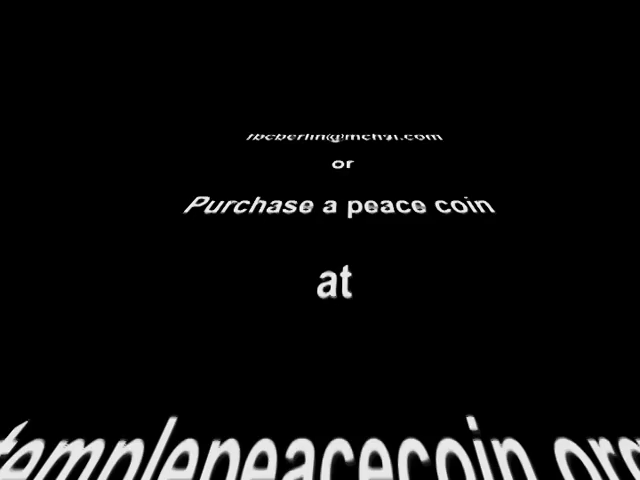 or
Purchase a peace coin
at
templepeacecoin.org